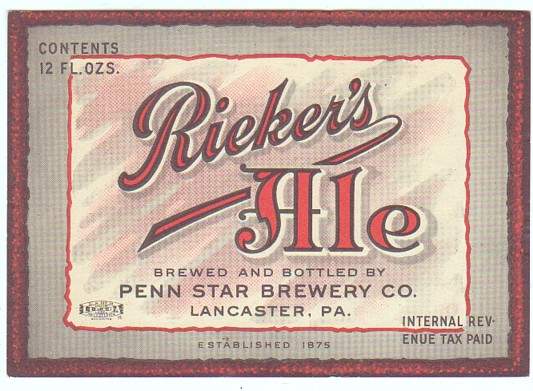 CONTENTS
12 FL.OZS.
Rieker's
Ale
BREWED AND BOTTLED BY
PENN STAR BREWERY CO.
LANCASTER, PA.
INTERNAL REV-
ENUE TAX PAID
ESTABLISHED 1875